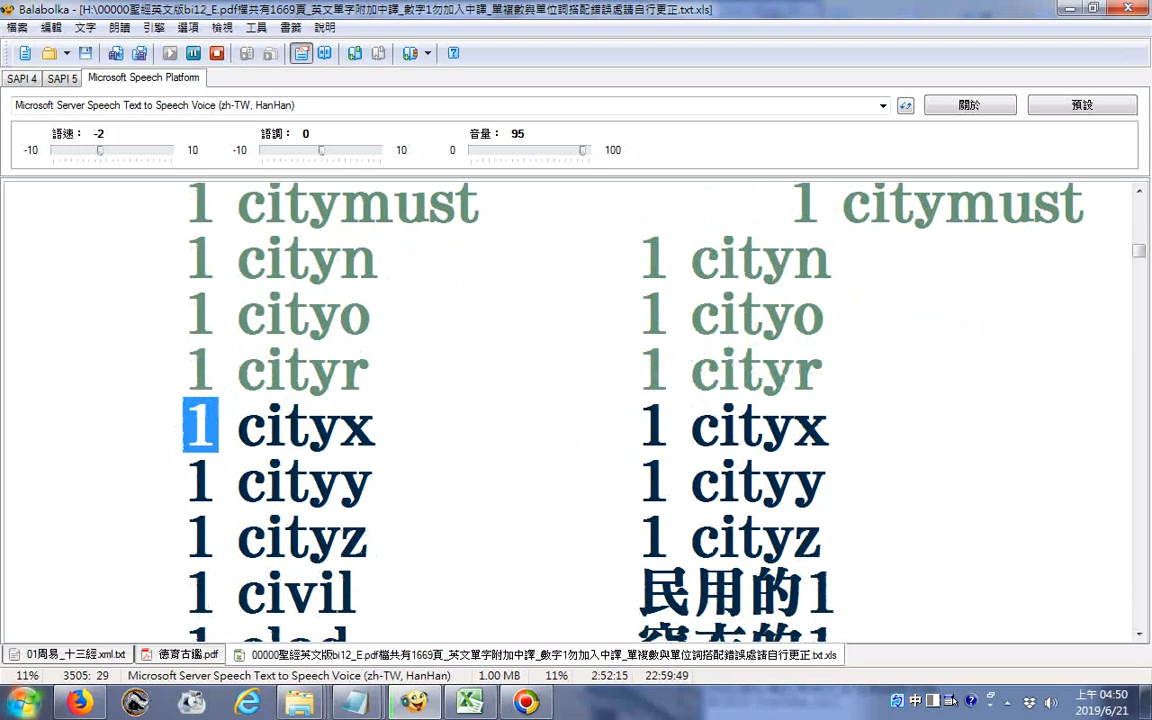 Balabolka - [H:\00000聖經英文版bi12_E.pdf檔共有1669頁_英文單字附加中譯_數字1勿加入中譯_單複數與單位詞搭配錯誤處請自行更正.txt.xls]
檔案 編輯 文字 朗讀 引擎 選項 檢視 工具 書籤 說明
SAPI 4 SAPI 5 Microsoft Speech Platform
Microsoft Server Speech Text to Speech Voice (zh-TW, HanHan) 關於 預設
語速： -2 語調： 0 音量： 95
-10 10 -10 10 0 100
1 citymust 1 citymust
1 cityn 1 cityn
1 cityo 1 cityo
1 cityr 1 cityr
1 cityx 1 cityx
1 cityy 1 cityy
1 cityz 1 cityz
1 civil 民用的1
1 clad 穿衣的1
01周易_十三經.xml.txt 德育古鑑.pdf 00000聖經英文版bi12_E.pdf檔共有1669頁_英文單字附加中譯_數字1勿加入中譯_單複數與單位詞搭配錯誤處請自行更正.txt.xls
11% 3505: 29 Microsoft Server Speech Text to Speech Voice (zh-TW, HanHan) 1.00 MB 11% 2:52:15 22:59:49
中 上午 04:50
2019/6/21